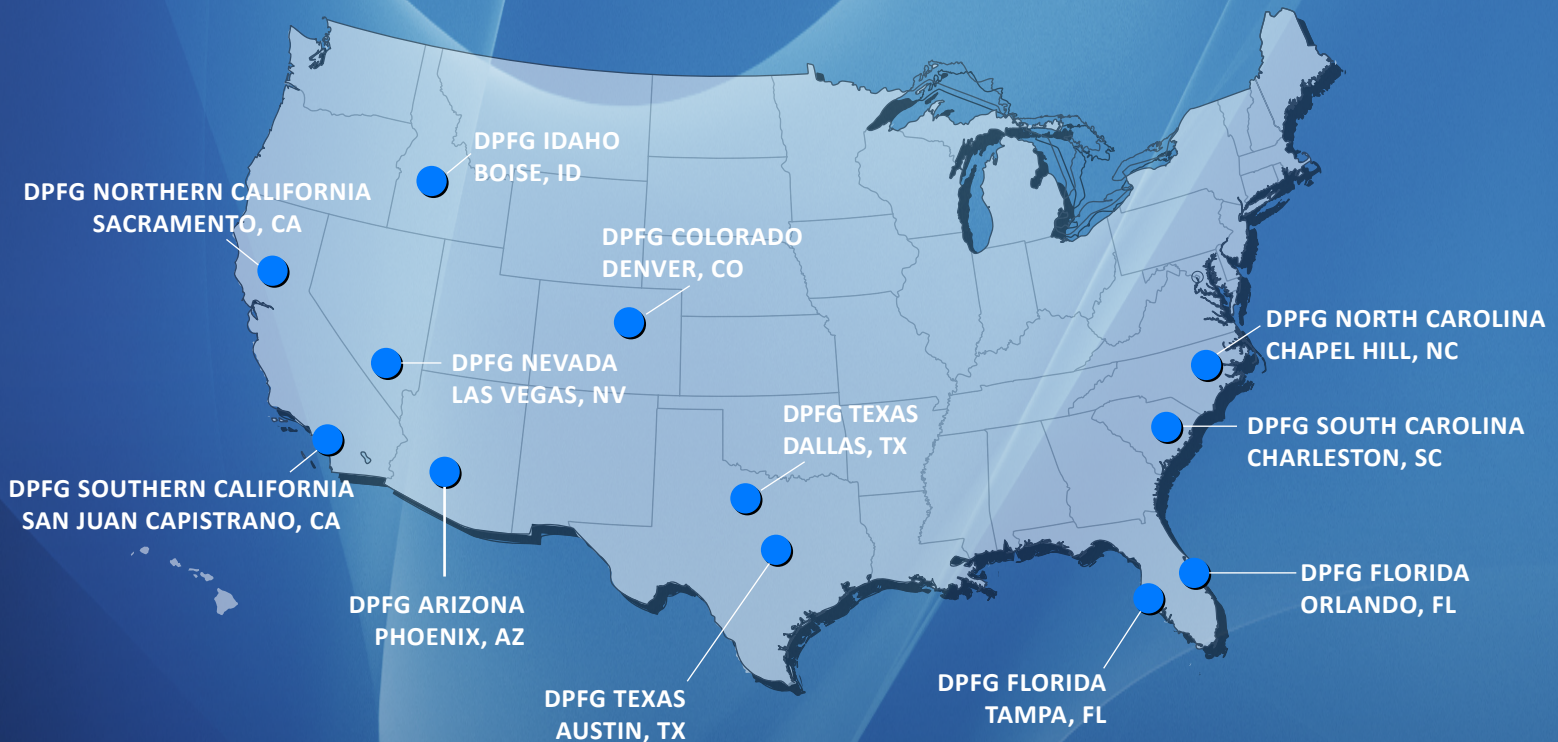 DPFG IDAHO
BOISE, ID
DPFG NORTHERN CALIFORNIA
SACRAMENTO, CA
DPFG COLORADO
DENVER, CO
DPFG NORTH CAROLINA
CHAPEL HILL, NC
DPFG NEVADA
LAS VEGAS, NV
DPFG TEXAS
DALLAS, TX
DPFG SOUTH CAROLINA
CHARLESTON, SC
DPFG SOUTHERN CALIFORNIA
SAN JUAN CAPISTRANO, CA
DPFG FLORIDA
ORLANDO, FL
DPFG ARIZONA
PHOENIX, AZ
DPFG FLORIDA
TAMPA, FL
DPFG TEXAS
AUSTIN, TX